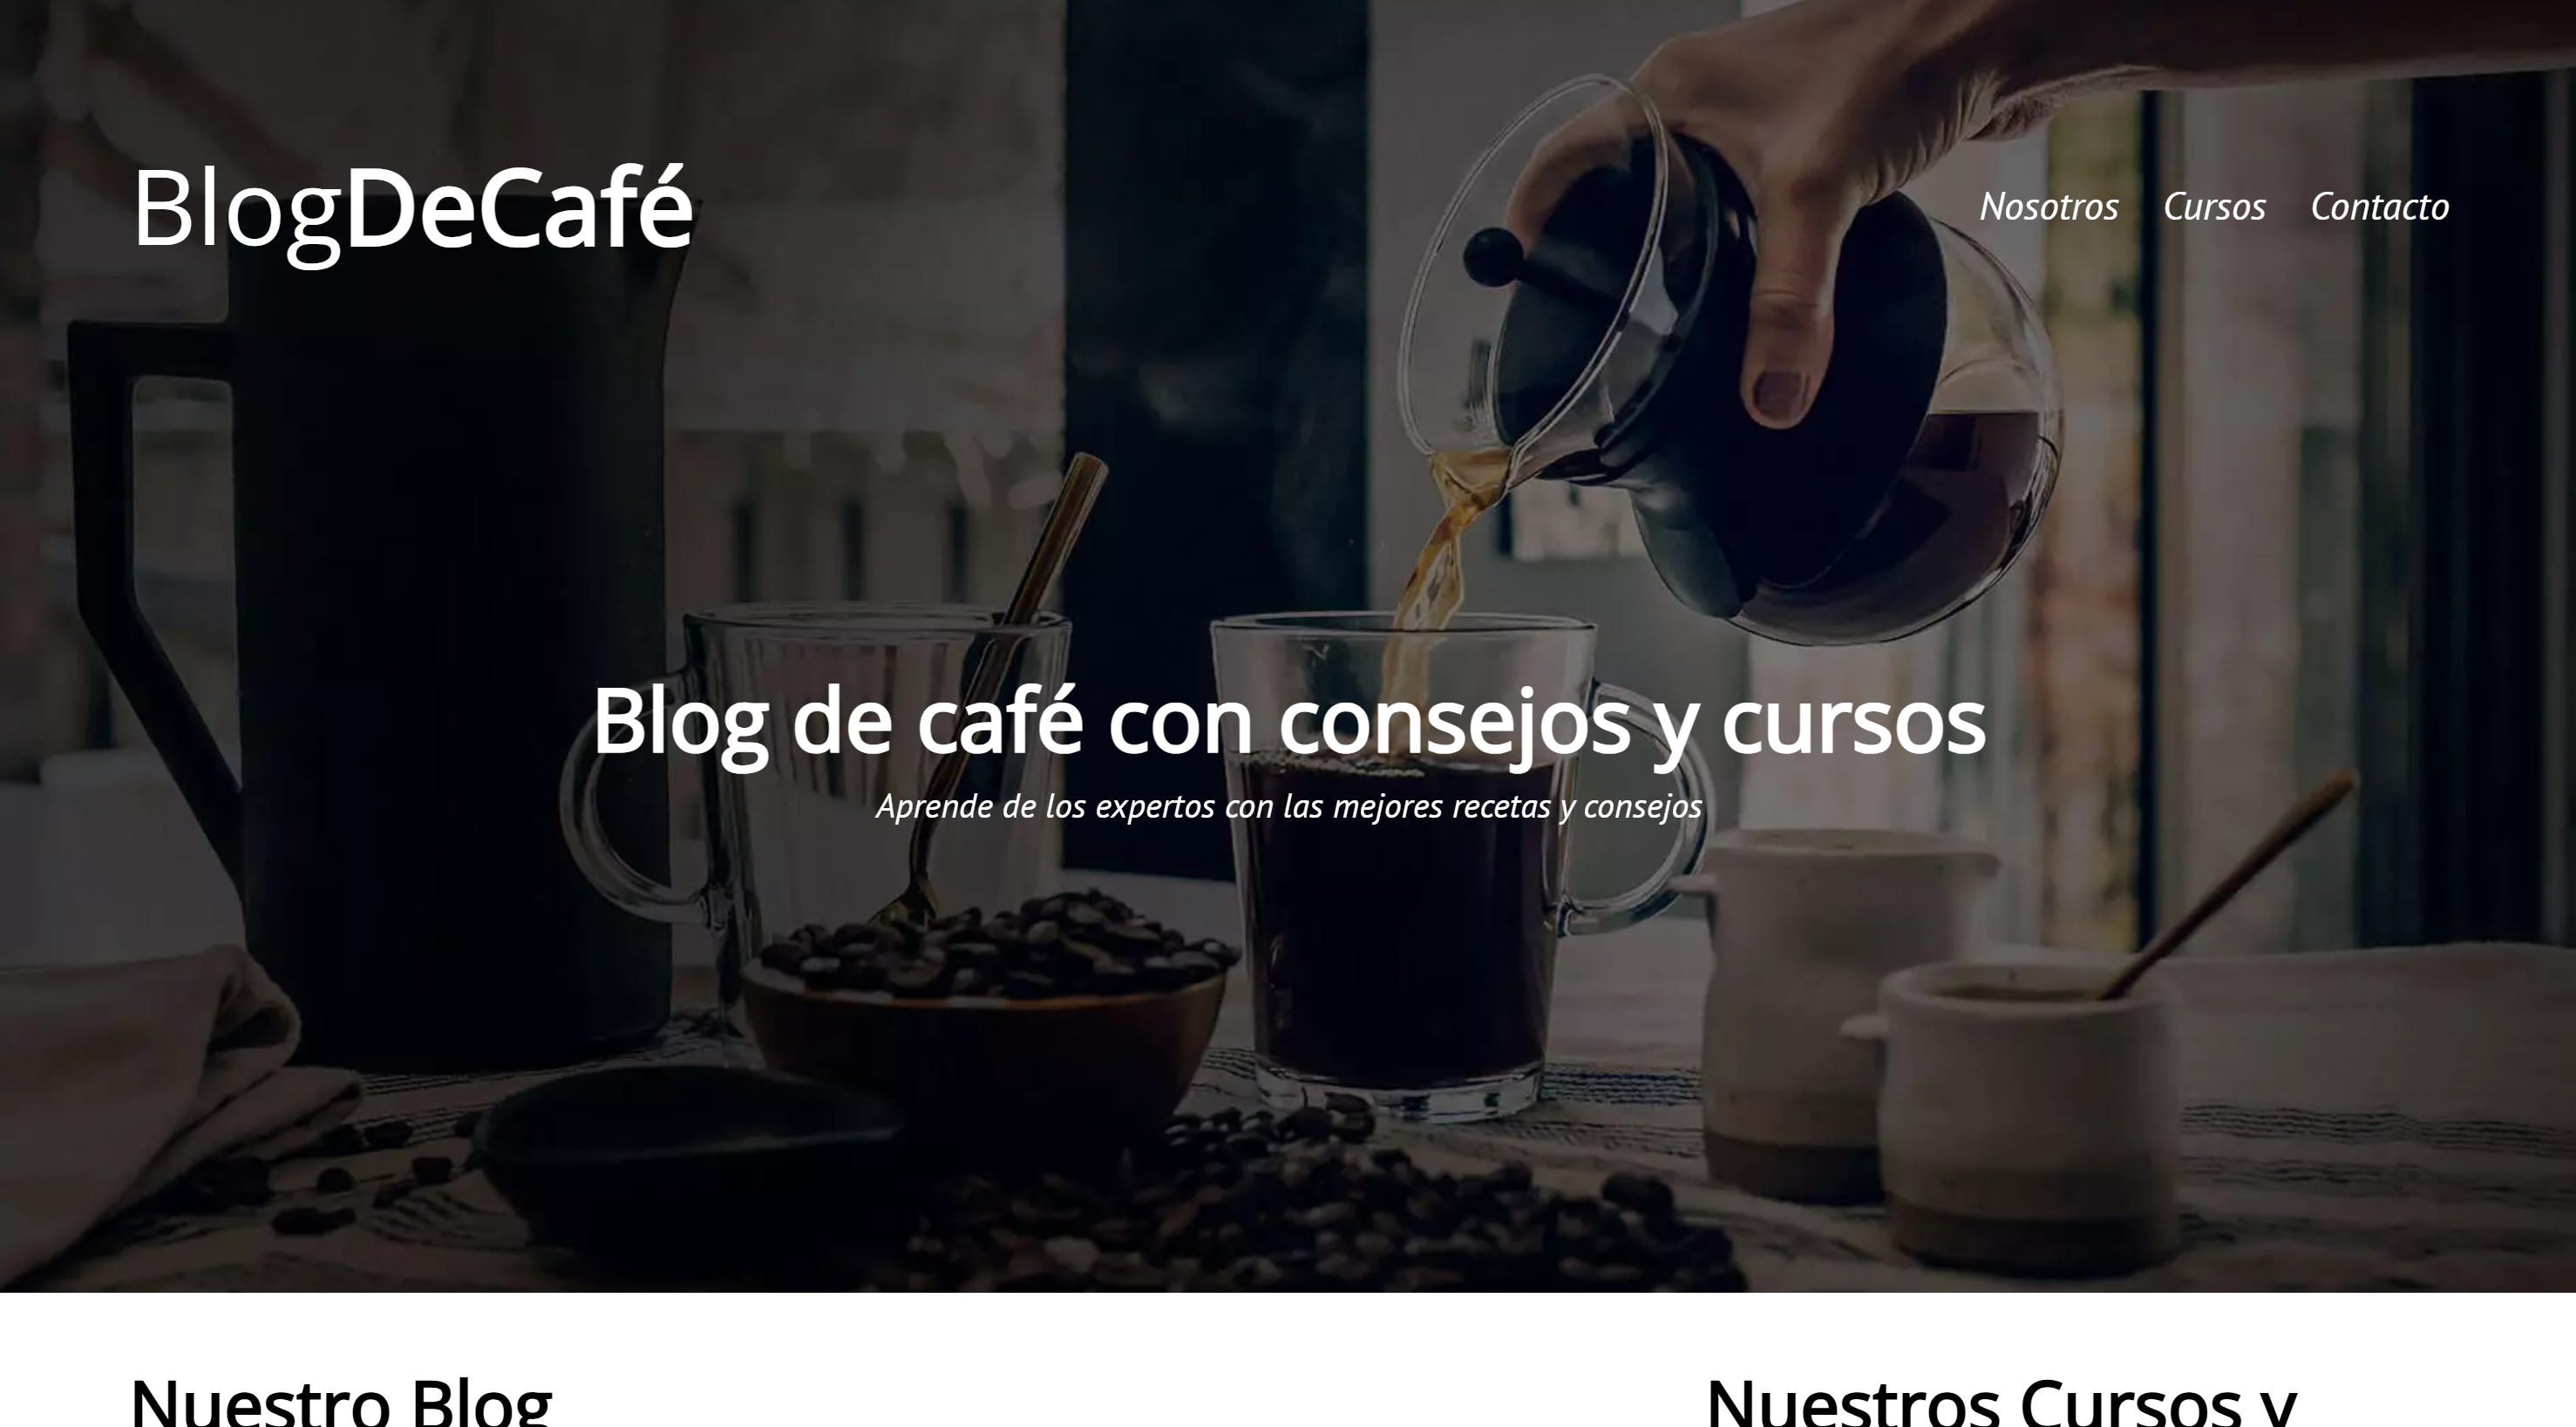 BlogDeCafé
Nosotros Cursos Contacto
Blog de café con consejos y cursos
Aprende de los expertos con las mejores recetas y consejos
Nuestro Blog
Nuestros Cursos y